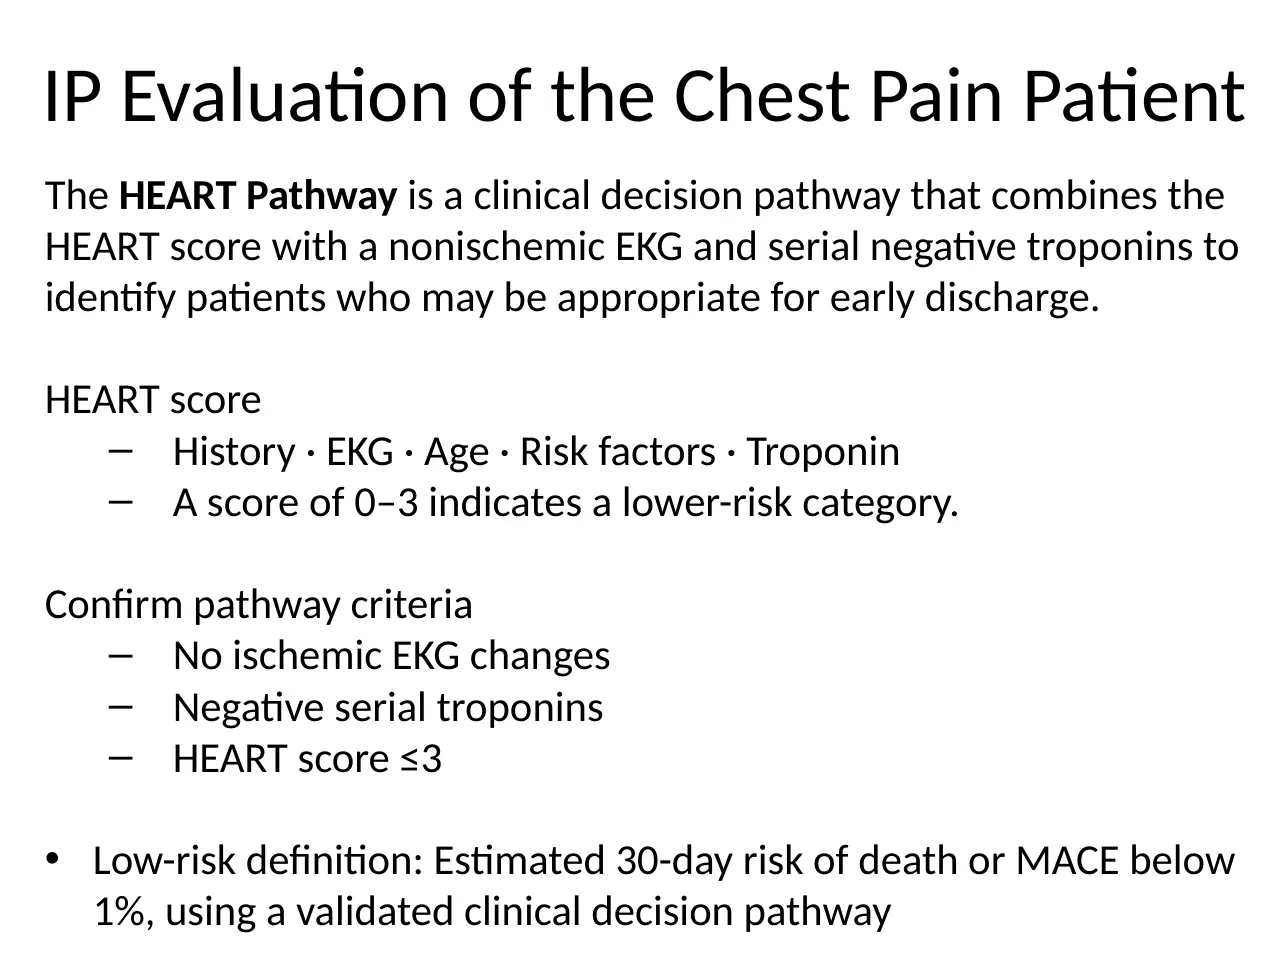 IP Evaluation of the Chest Pain Patient
The HEART Pathway is a clinical decision pathway that combines the
HEART score with a nonischemic EKG and serial negative troponins to
identify patients who may be appropriate for early discharge.
HEART score
– History · EKG · Age · Risk factors · Troponin
– A score of 0–3 indicates a lower-risk category.
Confirm pathway criteria
– No ischemic EKG changes
– Negative serial troponins
– HEART score ≤3
• Low-risk definition: Estimated 30-day risk of death or MACE below
1%, using a validated clinical decision pathway